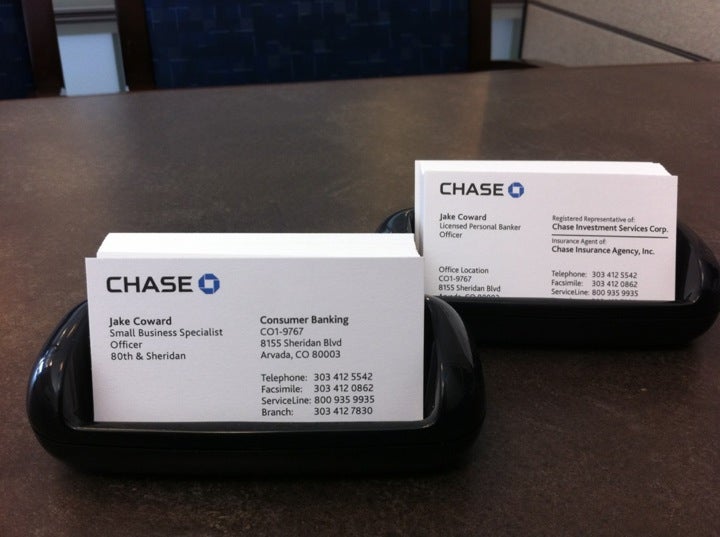 CHASE
Jake Coward
Small Business Specialist
Officer
80th & Sheridan
Consumer Banking
CO1-9767
8155 Sheridan Blvd
Arvada, CO 80003
Telephone: 303 412 5542
Facsimile: 303 412 0862
ServiceLine: 800 935 9935
Branch: 303 412 7830
CHASE
Jake Coward
Licensed Personal Banker
Officer
Office Location
CO1-9767
8155 Sheridan Blvd
Arvada, CO 80003
Registered Representative of:
Chase Investment Services Corp.
Insurance Agent of:
Chase Insurance Agency, Inc.
Telephone: 303 412 5542
Facsimile: 303 412 0862
ServiceLine: 800 935 9935